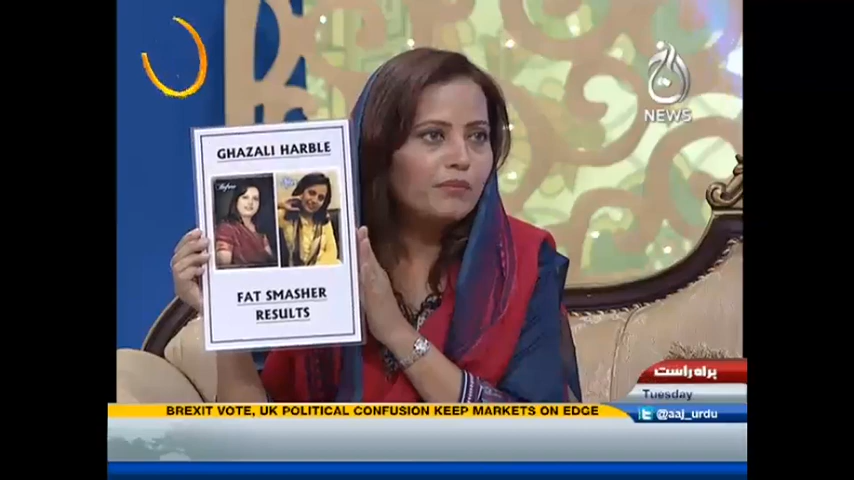 آج
NEWS
GHAZALI HARBLE
Before
FAT SMASHER
RESULTS
براہ راست
Tuesday
BREXIT VOTE, UK POLITICAL CONFUSION KEEP MARKETS ON EDGE
@aaj_urdu